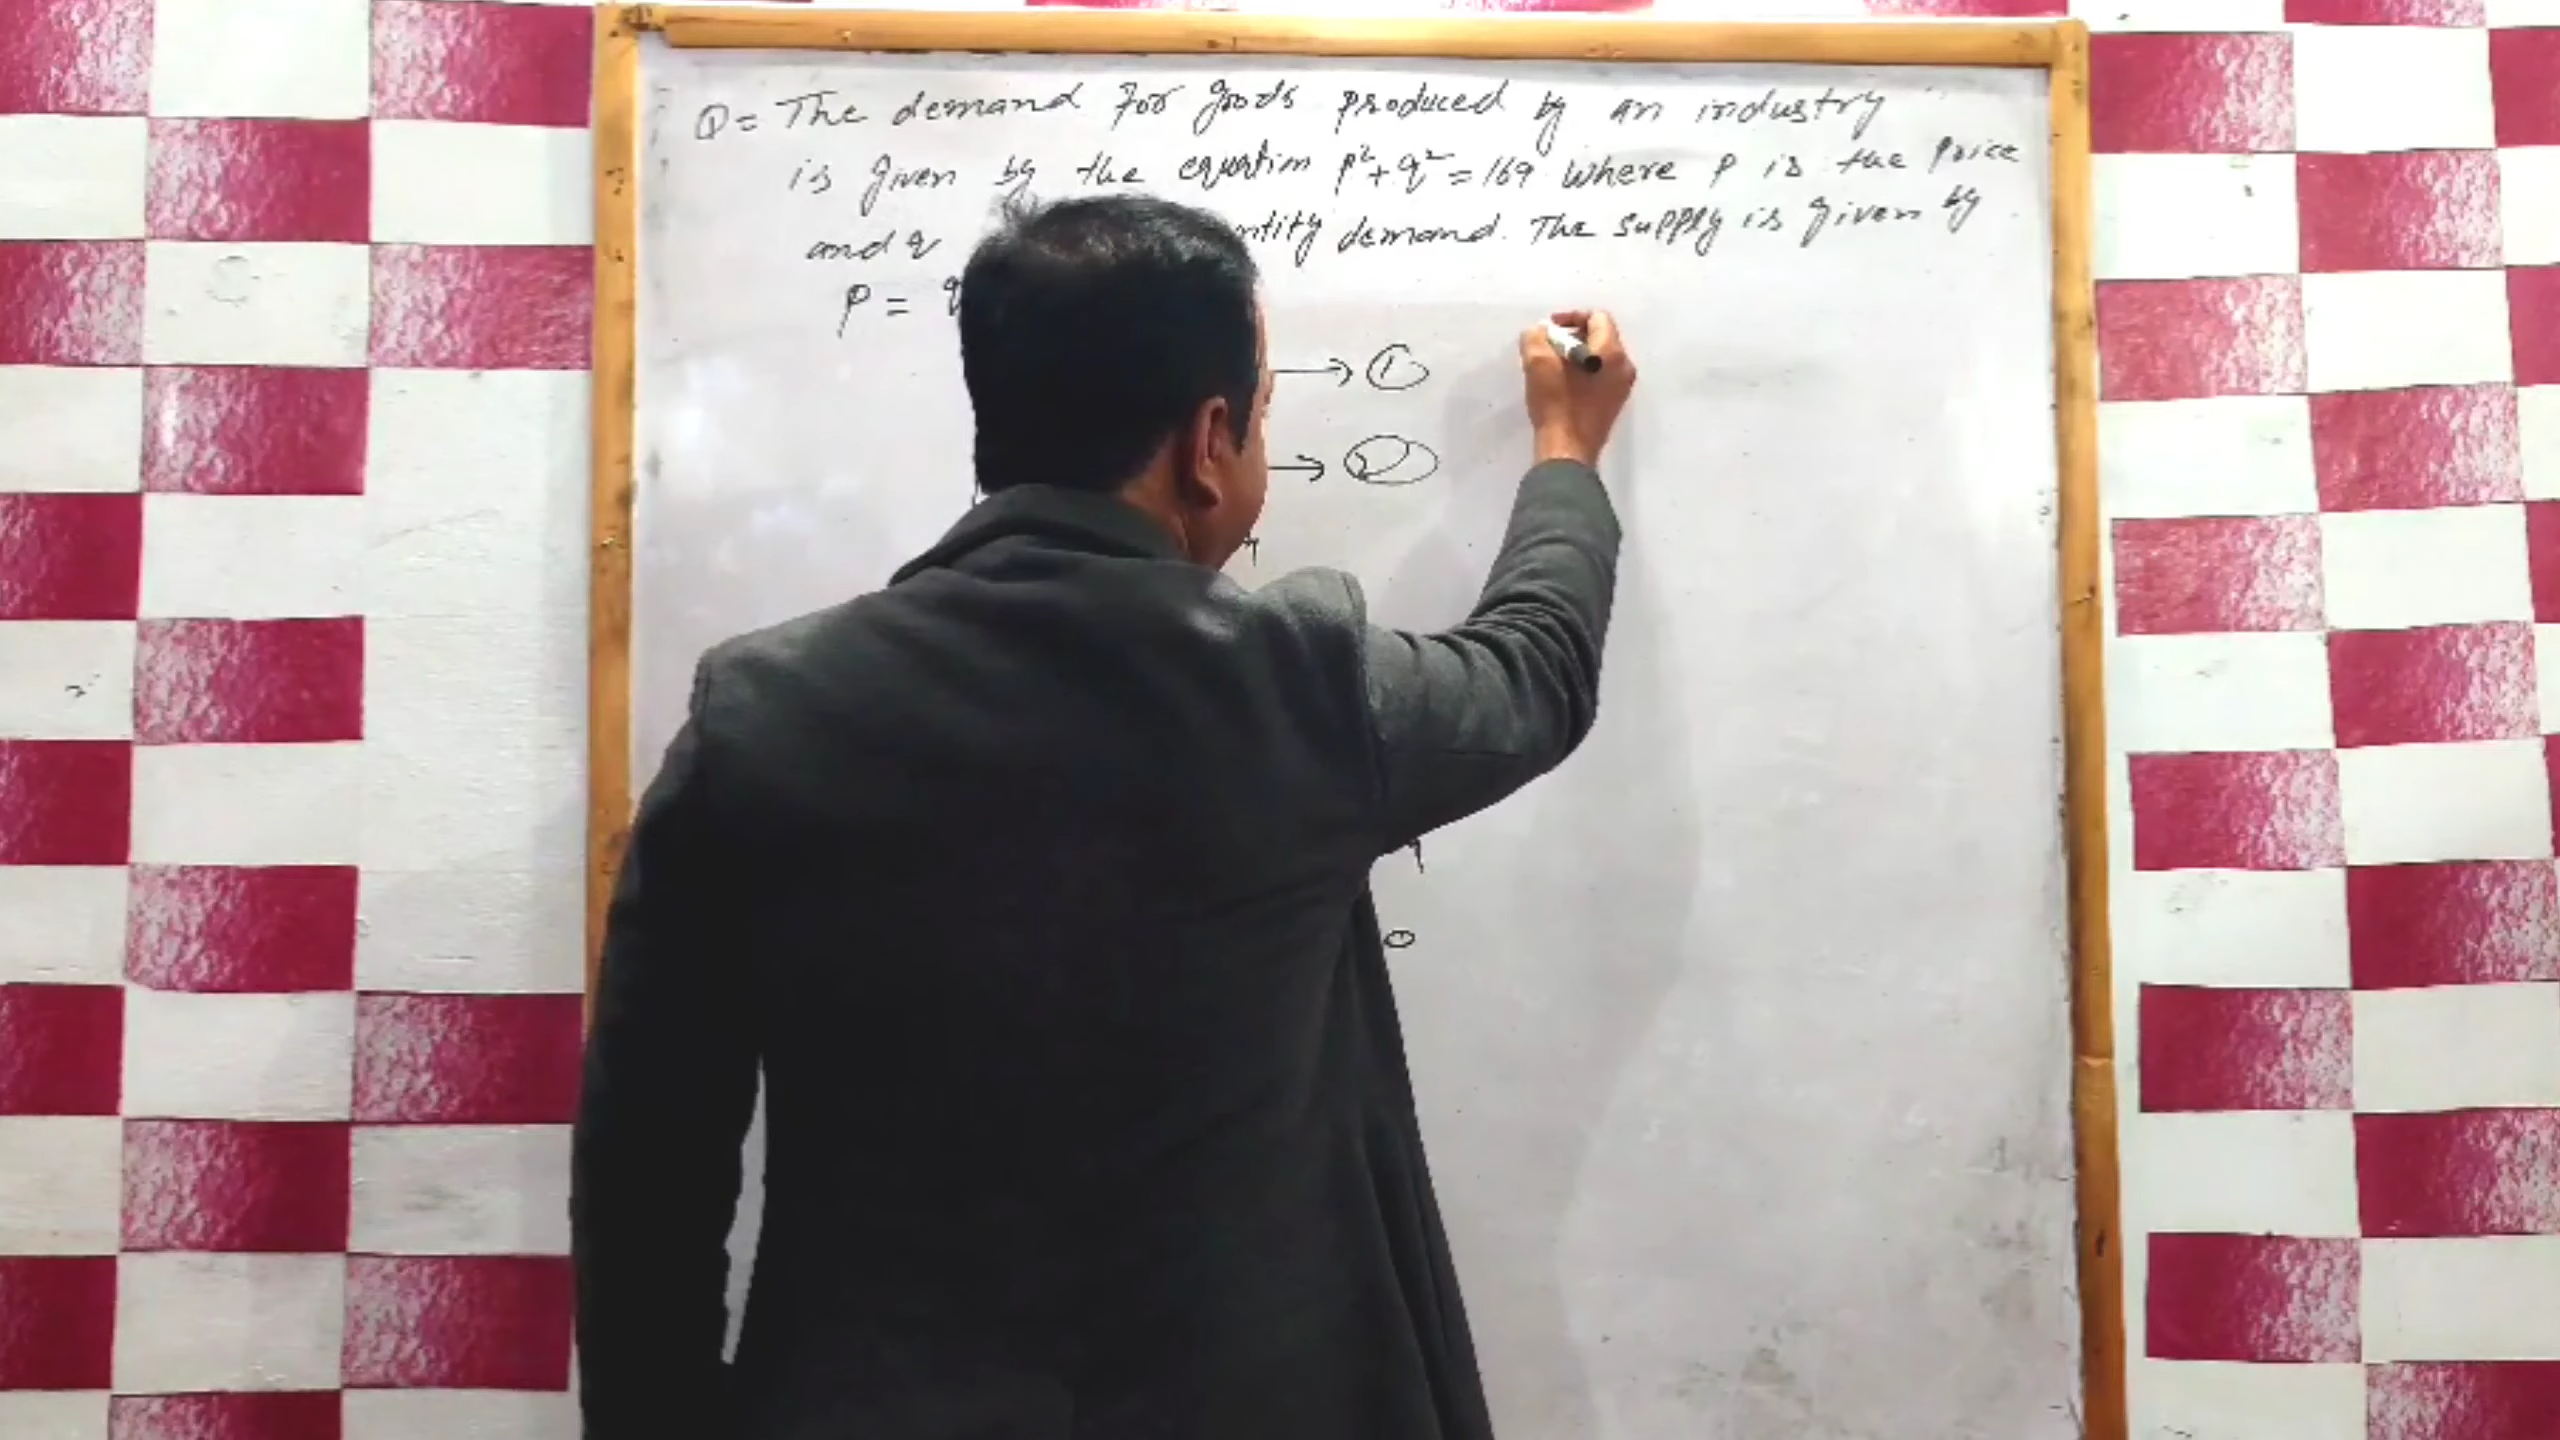 Q = The demand for goods produced by an industry
is given by the equation p²+q² = 169 where p is the price
and q demand. The supply is given by
P = q
→ ①
→ ②
0